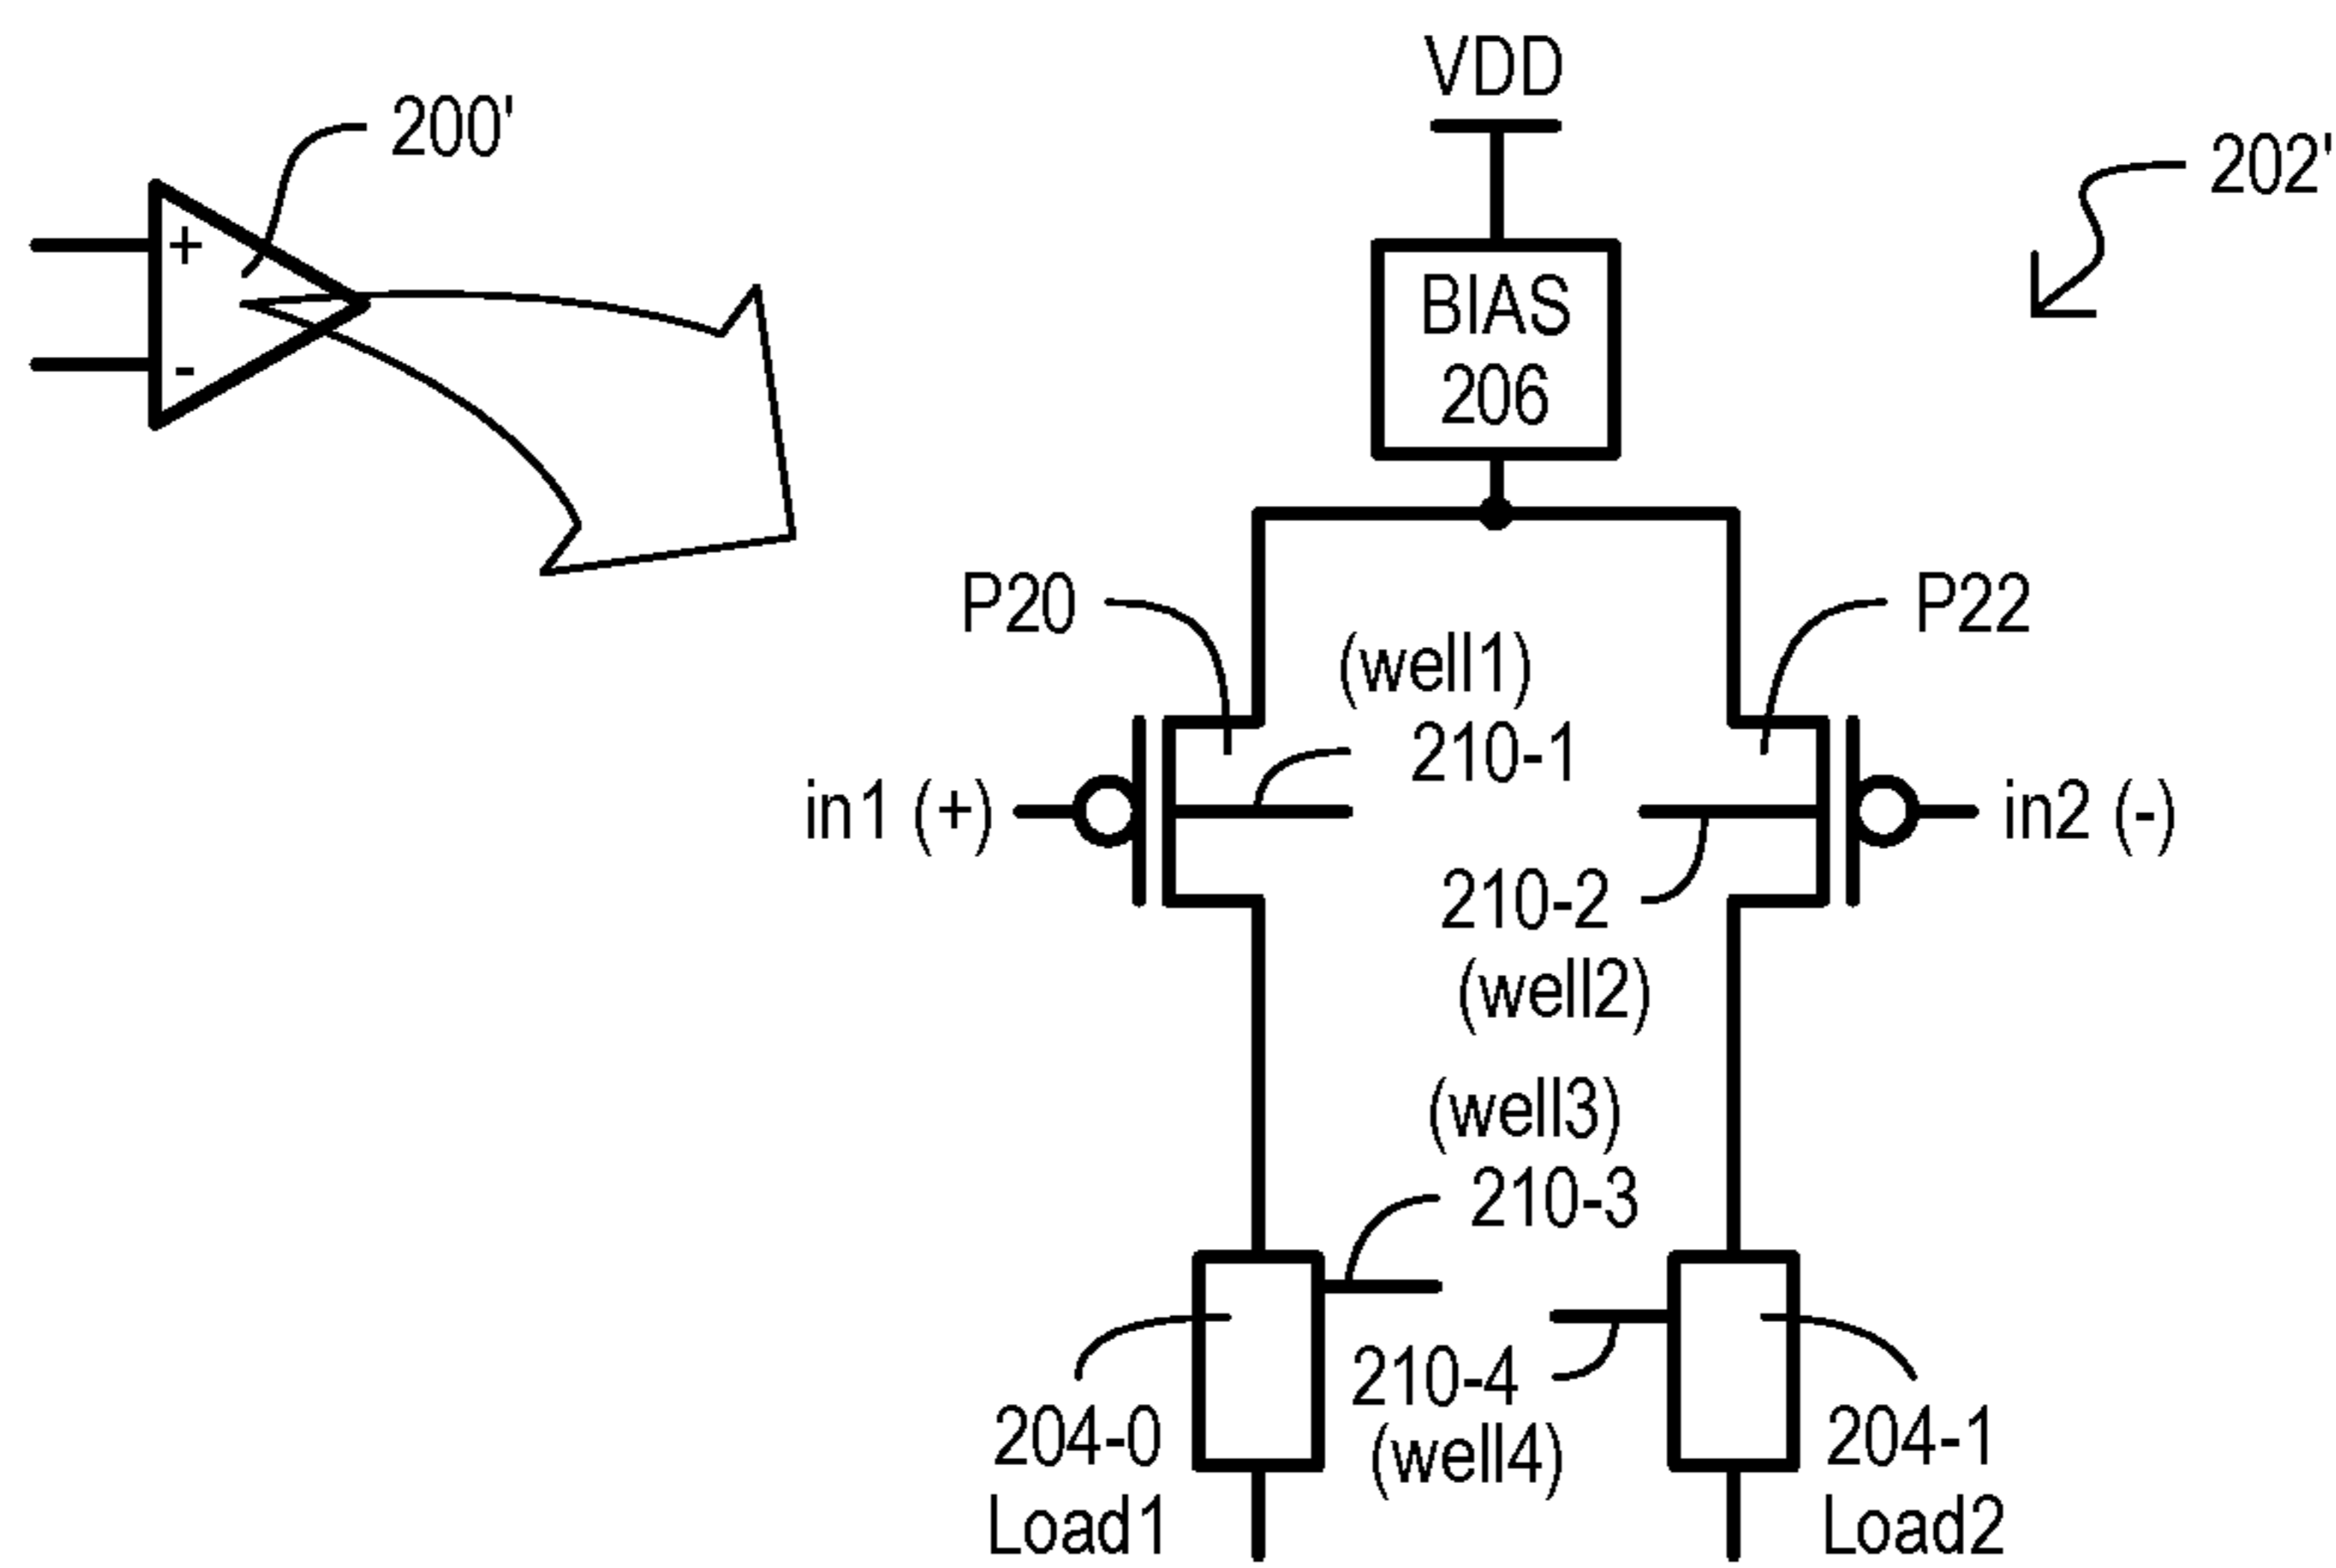 VDD
200'
202'
+
-
BIAS
206
P20
P22
(well1)
210-1
in1 (+)
in2 (-)
210-2
(well2)
(well3)
210-3
210-4
(well4)
204-0
Load1
204-1
Load2